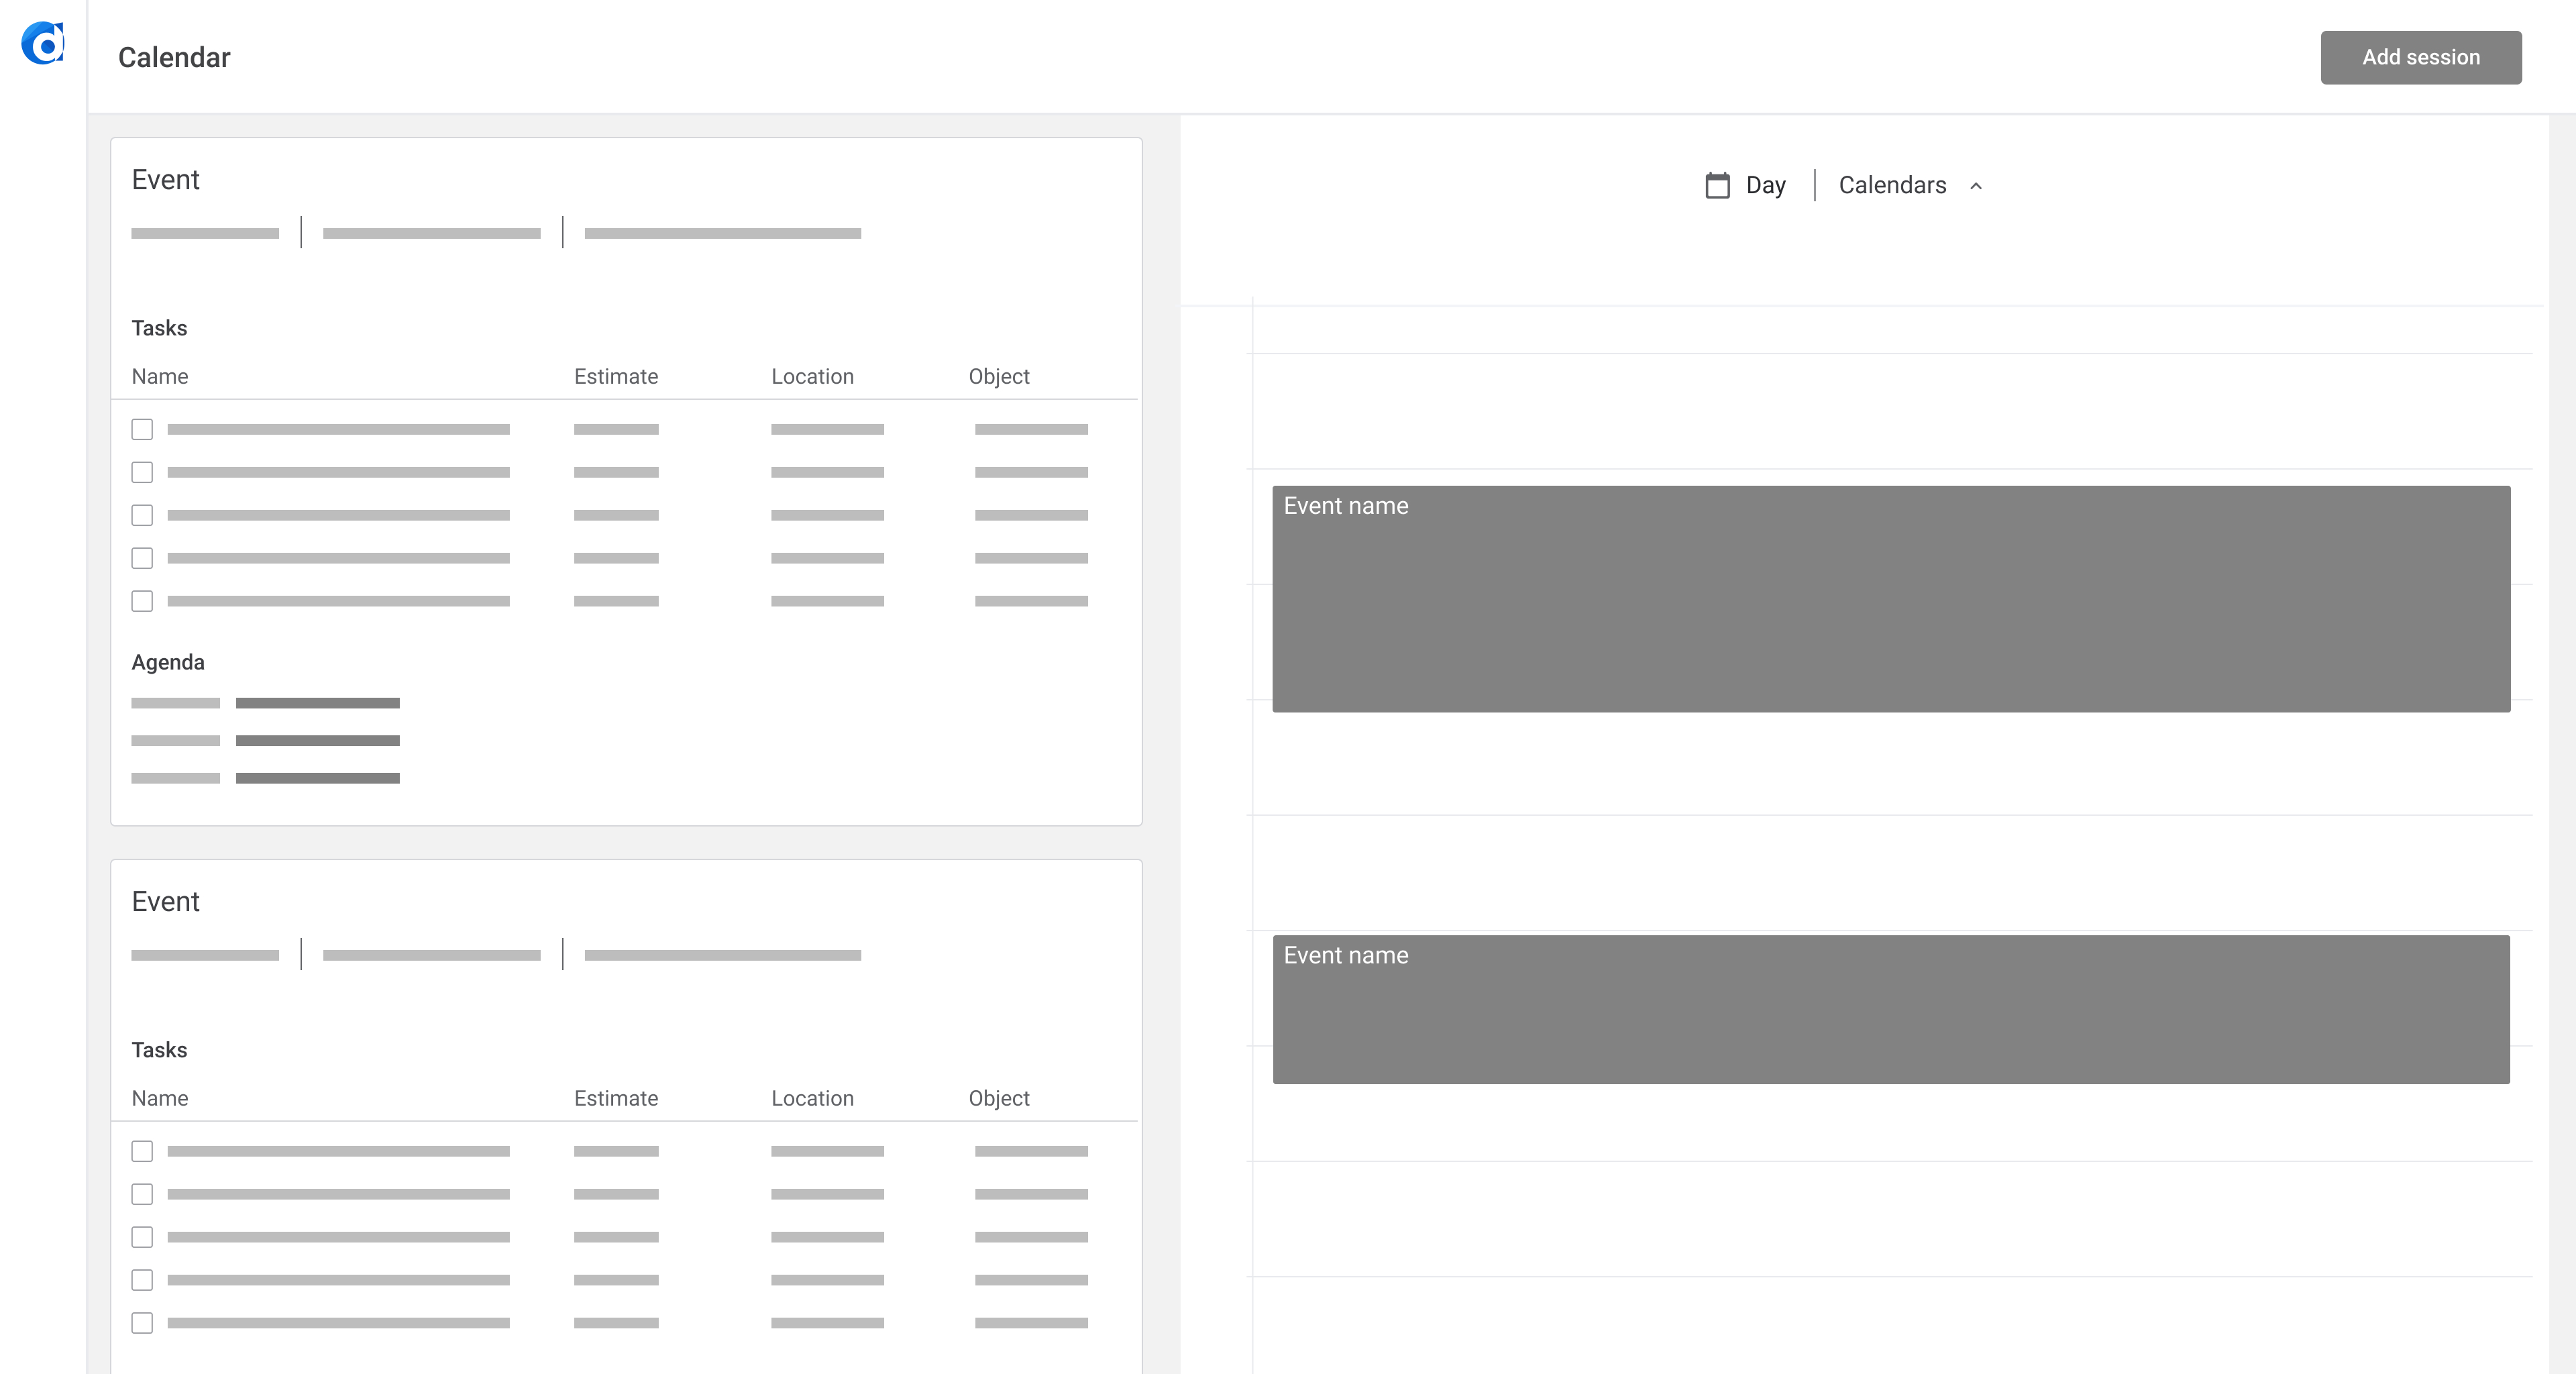 Calendar
Add session
Event
Tasks
Name Estimate Location Object
Agenda
Event
Tasks
Name Estimate Location Object
Day Calendars
Event name
Event name